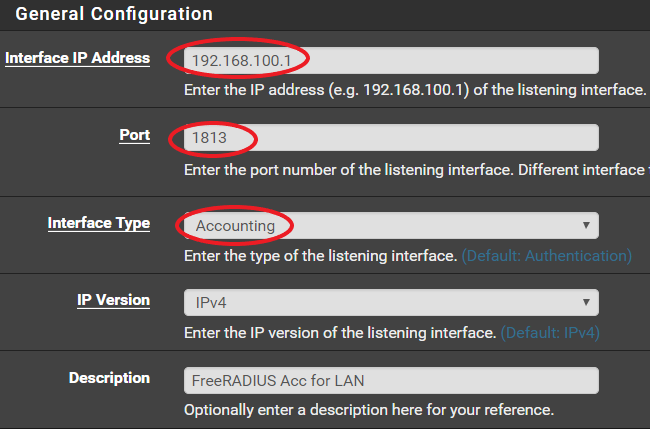 General Configuration
Interface IP Address
192.168.100.1
Enter the IP address (e.g. 192.168.100.1) of the listening interface.
Port
1813
Enter the port number of the listening interface. Different interface
Interface Type
Accounting
Enter the type of the listening interface. (Default: Authentication)
IP Version
IPv4
Enter the IP version of the listening interface. (Default: IPv4)
Description
FreeRADIUS Acc for LAN
Optionally enter a description here for your reference.